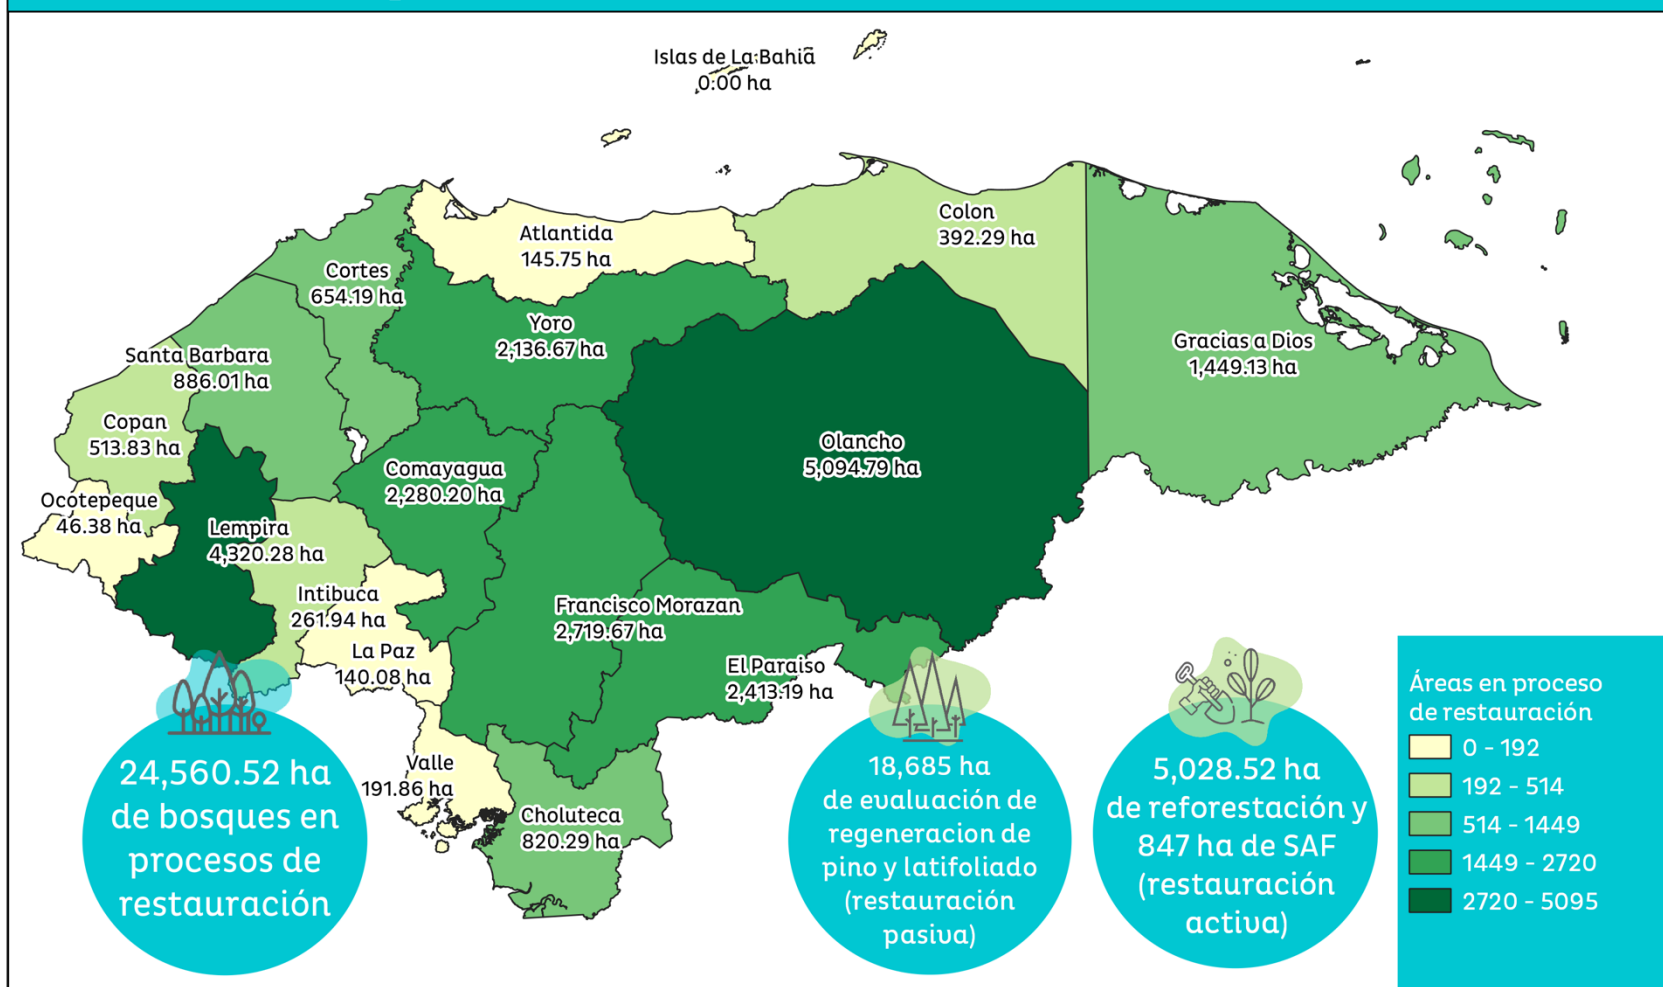 Islas de La Bahia
0.00 ha
Atlantida
145.75 ha
Colon
392.29 ha
Cortes
654.19 ha
Yoro
2,136.67 ha
Gracias a Dios
1,449.13 ha
Santa Barbara
886.01 ha
Copan
513.83 ha
Olancho
5,094.79 ha
Comayagua
2,280.20 ha
Ocotepeque
46.38 ha
Lempira
4,320.28 ha
Intibuca
261.94 ha
Francisco Morazan
2,719.67 ha
La Paz
140.08 ha
El Paraiso
2,413.19 ha
Valle
191.86 ha
Choluteca
820.29 ha
24,560.52 ha
de bosques en
procesos de
restauración
18,685 ha
de evaluación de
regeneracion de
pino y latifoliado
(restauración
pasiva)
5,028.52 ha
de reforestación y
847 ha de SAF
(restauración
activa)
Áreas en proceso
de restauración
0 - 192
192 - 514
514 - 1449
1449 - 2720
2720 - 5095